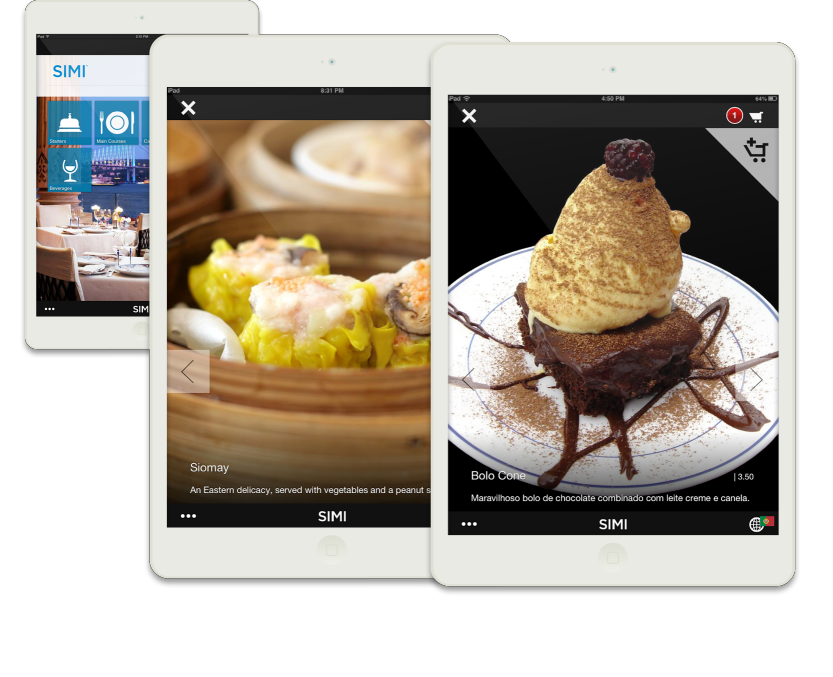 iPad
SIMI
Starters
Main Courses
Beverages
SIM
iPad
8:31 PM
Siomay
An Eastern delicacy, served with vegetables and a peanut s
SIMI
iPad
4:50 PM
64%
1
Bolo Cone
| 3.50
Maravilhoso bolo de chocolate combinado com leite creme e canela.
SIMI